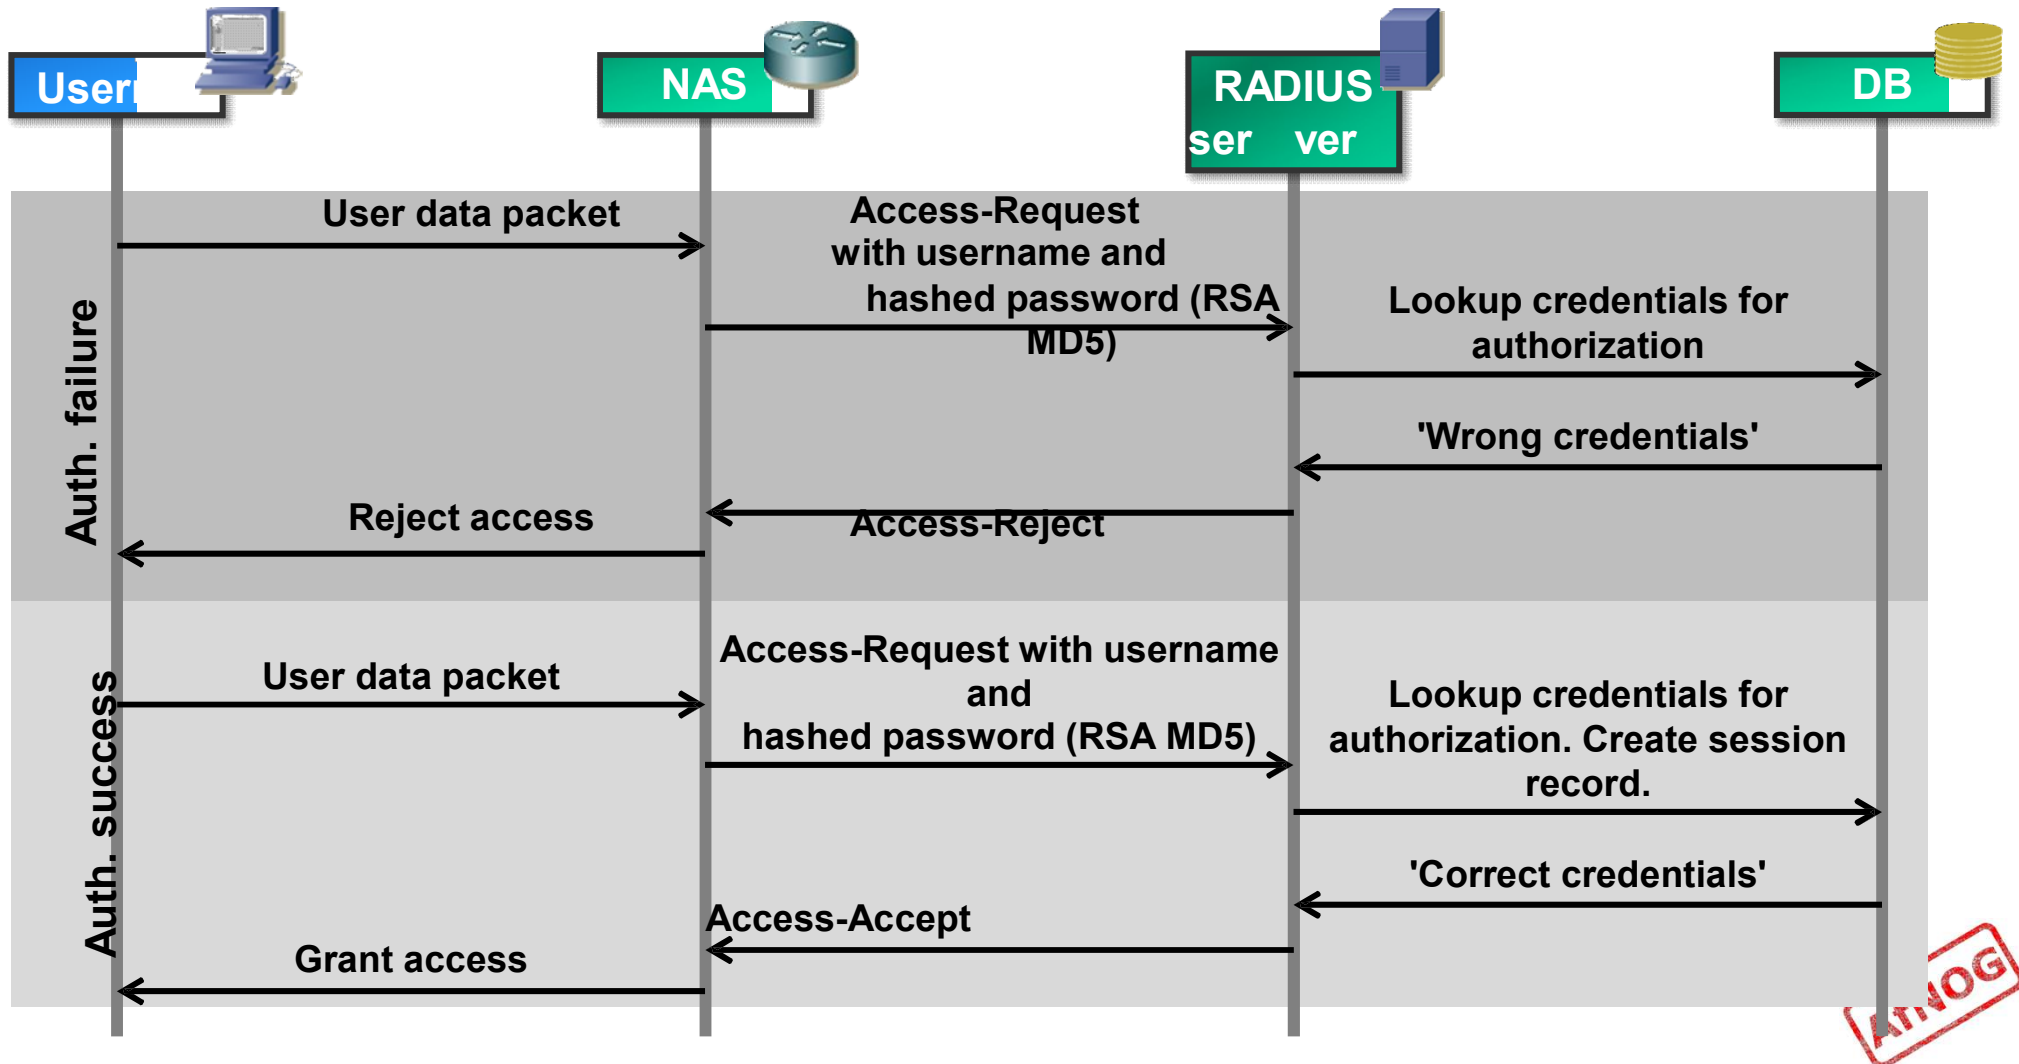 User
NAS
RADIUS
ser ver
DB
Auth. failure
User data packet
Access-Request
with username and
hashed password (RSA
MD5)
Lookup credentials for
authorization
'Wrong credentials'
Access-Reject
Reject access
Auth. success
User data packet
Access-Request with username
and
hashed password (RSA MD5)
Lookup credentials for
authorization. Create session
record.
'Correct credentials'
Access-Accept
Grant access
AfNOG